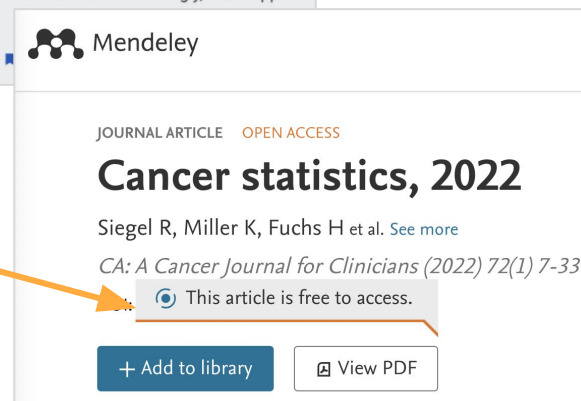 Mendeley
JOURNAL ARTICLE OPEN ACCESS
Cancer statistics, 2022
Siegel R, Miller K, Fuchs H et al. See more
CA: A Cancer Journal for Clinicians (2022) 72(1) 7-33
This article is free to access.
+ Add to library
View PDF